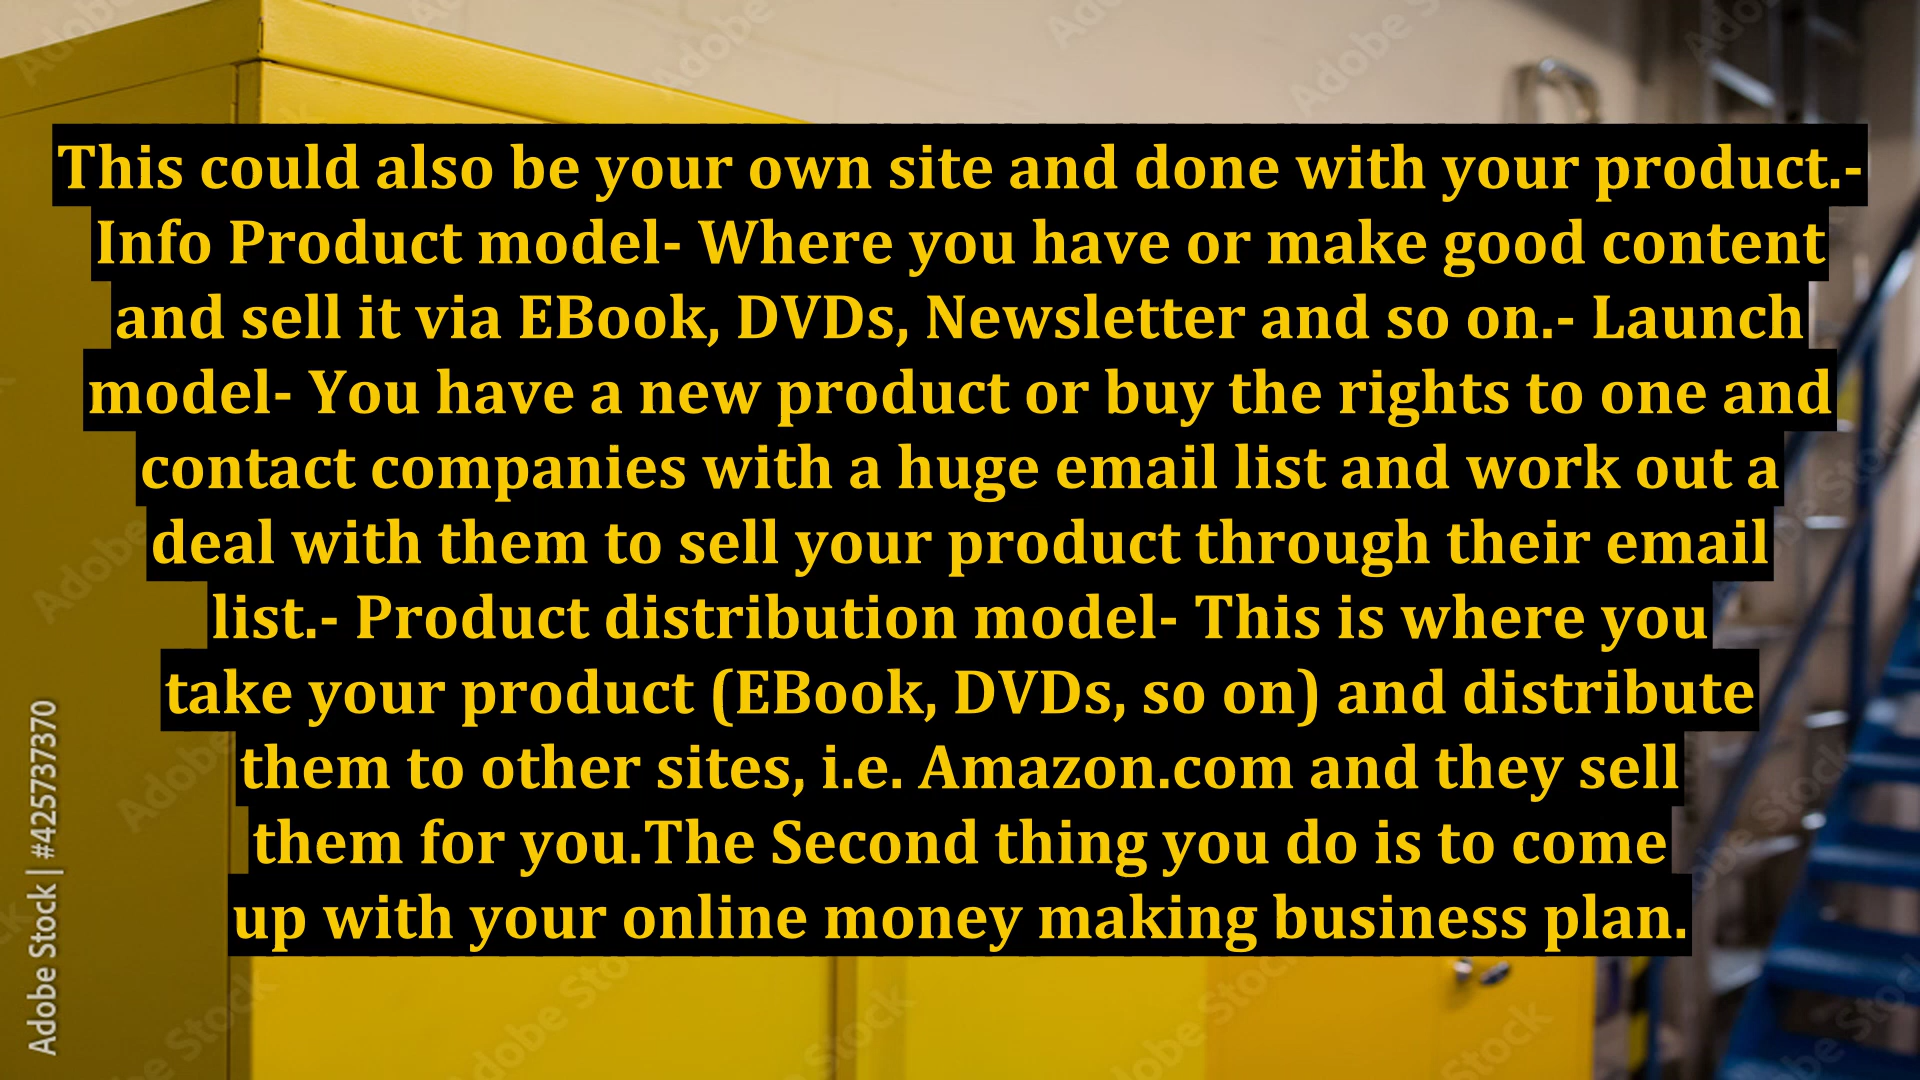 This could also be your own site and done with your product.-
Info Product model- Where you have or make good content
and sell it via EBook, DVDs, Newsletter and so on.- Launch
model- You have a new product or buy the rights to one and
contact companies with a huge email list and work out a
deal with them to sell your product through their email
list.- Product distribution model- This is where you
take your product (EBook, DVDs, so on) and distribute
them to other sites, i.e. Amazon.com and they sell
them for you.The Second thing you do is to come
up with your online money making business plan.
Adobe Stock | #425737370